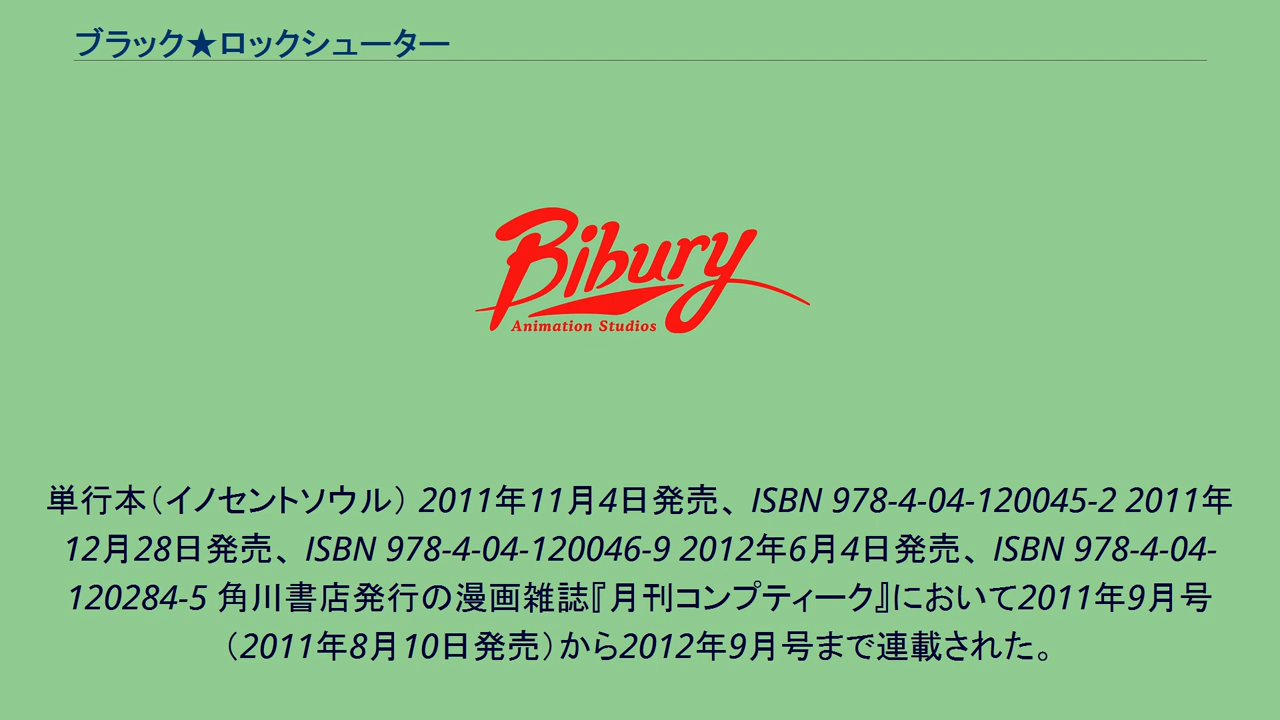 ブラック★ロックシューター
Bibury
Animation Studios
単行本（イノセントソウル） 2011年11月4日発売、ISBN 978-4-04-120045-2 2011年
12月28日発売、ISBN 978-4-04-120046-9 2012年6月4日発売、ISBN 978-4-04-
120284-5 角川書店発行の漫画雑誌『月刊コンプティーク』において2011年9月号
（2011年8月10日発売）から2012年9月号まで連載された。